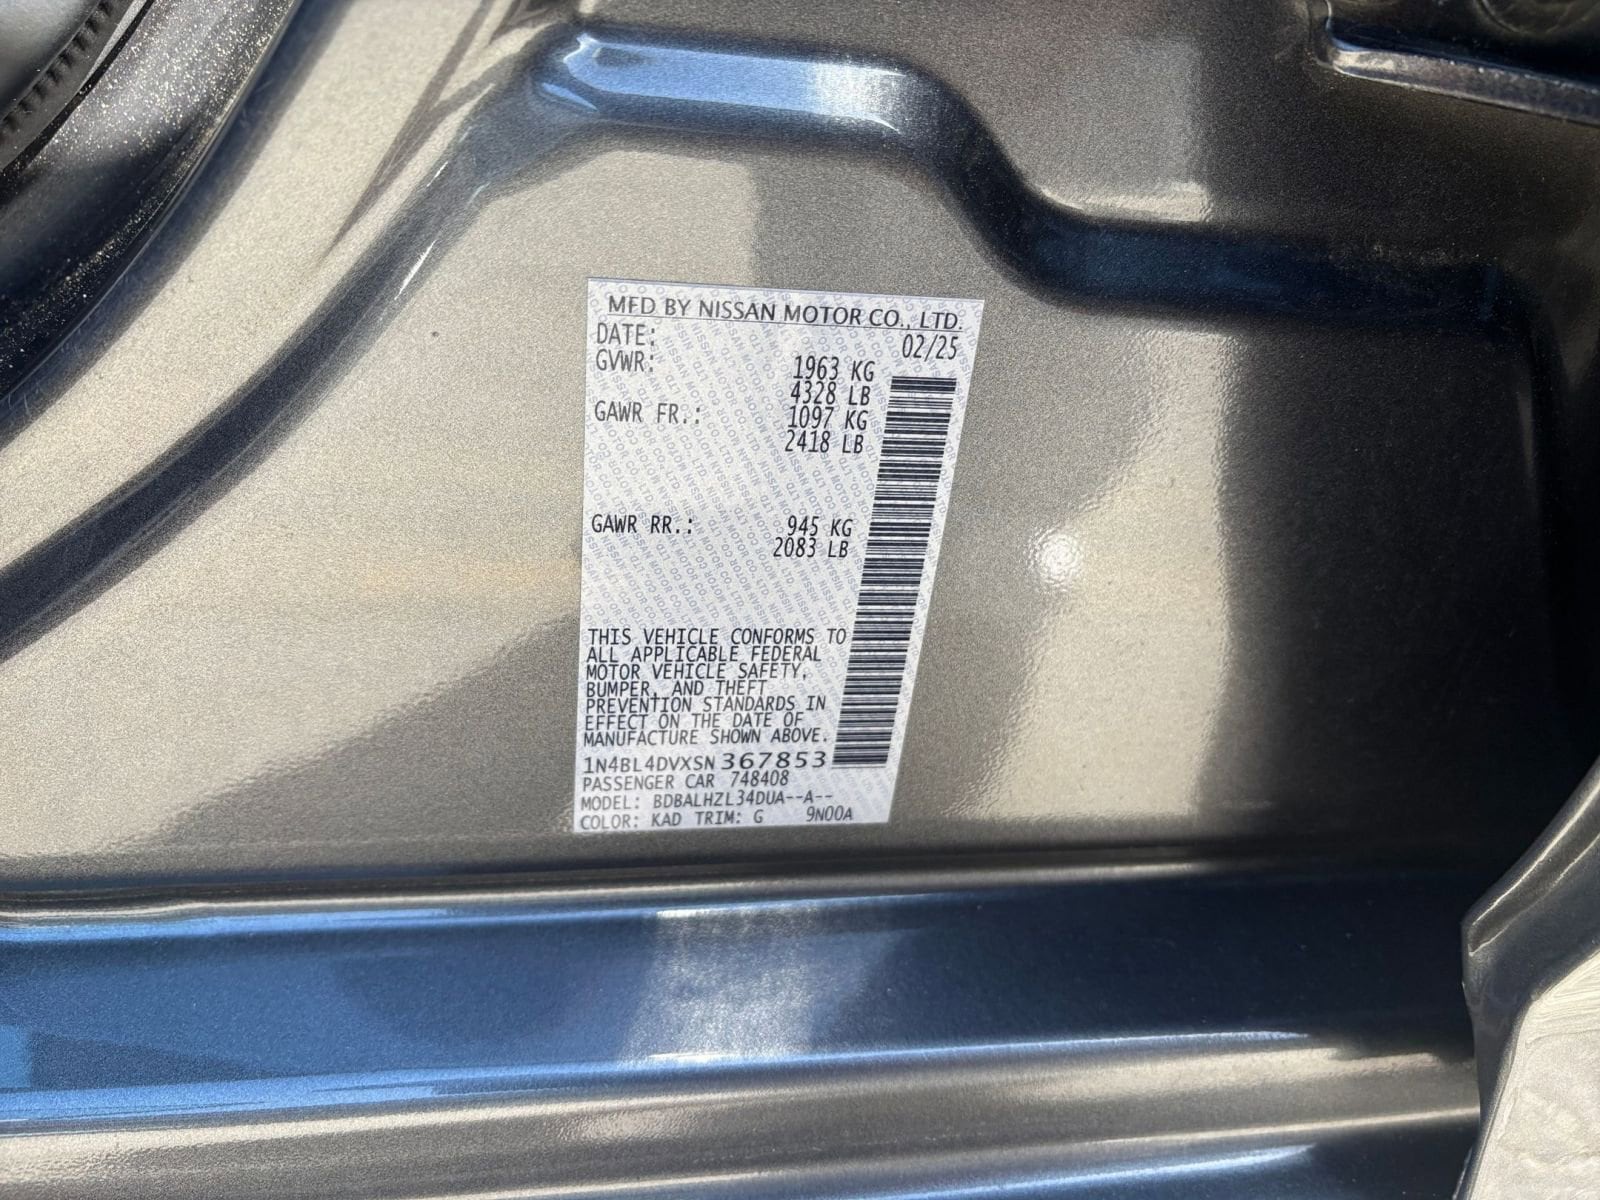 MFD BY NISSAN MOTOR CO., LTD.
DATE: 02/25
GVWR: 1963 KG
4328 LB
GAWR FR.: 1097 KG
2418 LB
GAWR RR.: 945 KG
2083 LB
THIS VEHICLE CONFORMS TO
ALL APPLICABLE FEDERAL
MOTOR VEHICLE SAFETY,
BUMPER, AND THEFT
PREVENTION STANDARDS IN
EFFECT ON THE DATE OF
MANUFACTURE SHOWN ABOVE.
1N4BL4DVXSN367853
PASSENGER CAR 748408
MODEL: BDBALHZL34DUA--A--
COLOR: KAD TRIM: G 9N00A